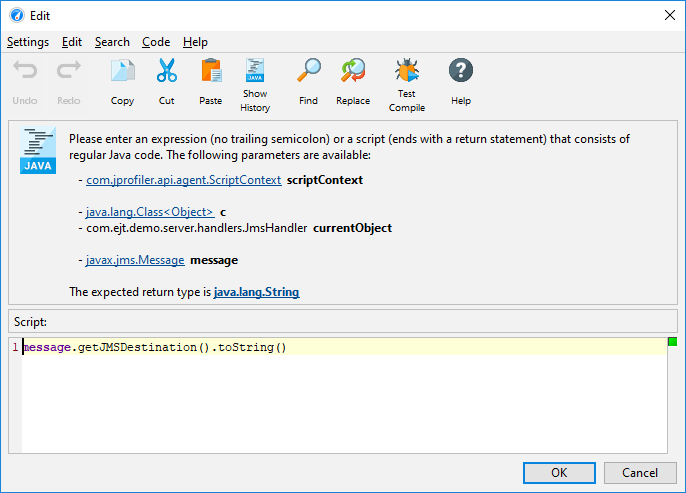 Edit
Settings Edit Search Code Help
JAVA
Undo Redo Copy Cut Paste Show History Find Replace Test Compile Help
Please enter an expression (no trailing semicolon) or a script (ends with a return statement) that consists of
regular Java code. The following parameters are available:
JAVA
- com.jprofiler.api.agent.ScriptContext scriptContext
- java.lang.Class<Object> c
- com.ejt.demo.server.handlers.JmsHandler currentObject
- javax.jms.Message message
The expected return type is java.lang.String
Script:
1 message.getJMSDestination().toString()
OK Cancel